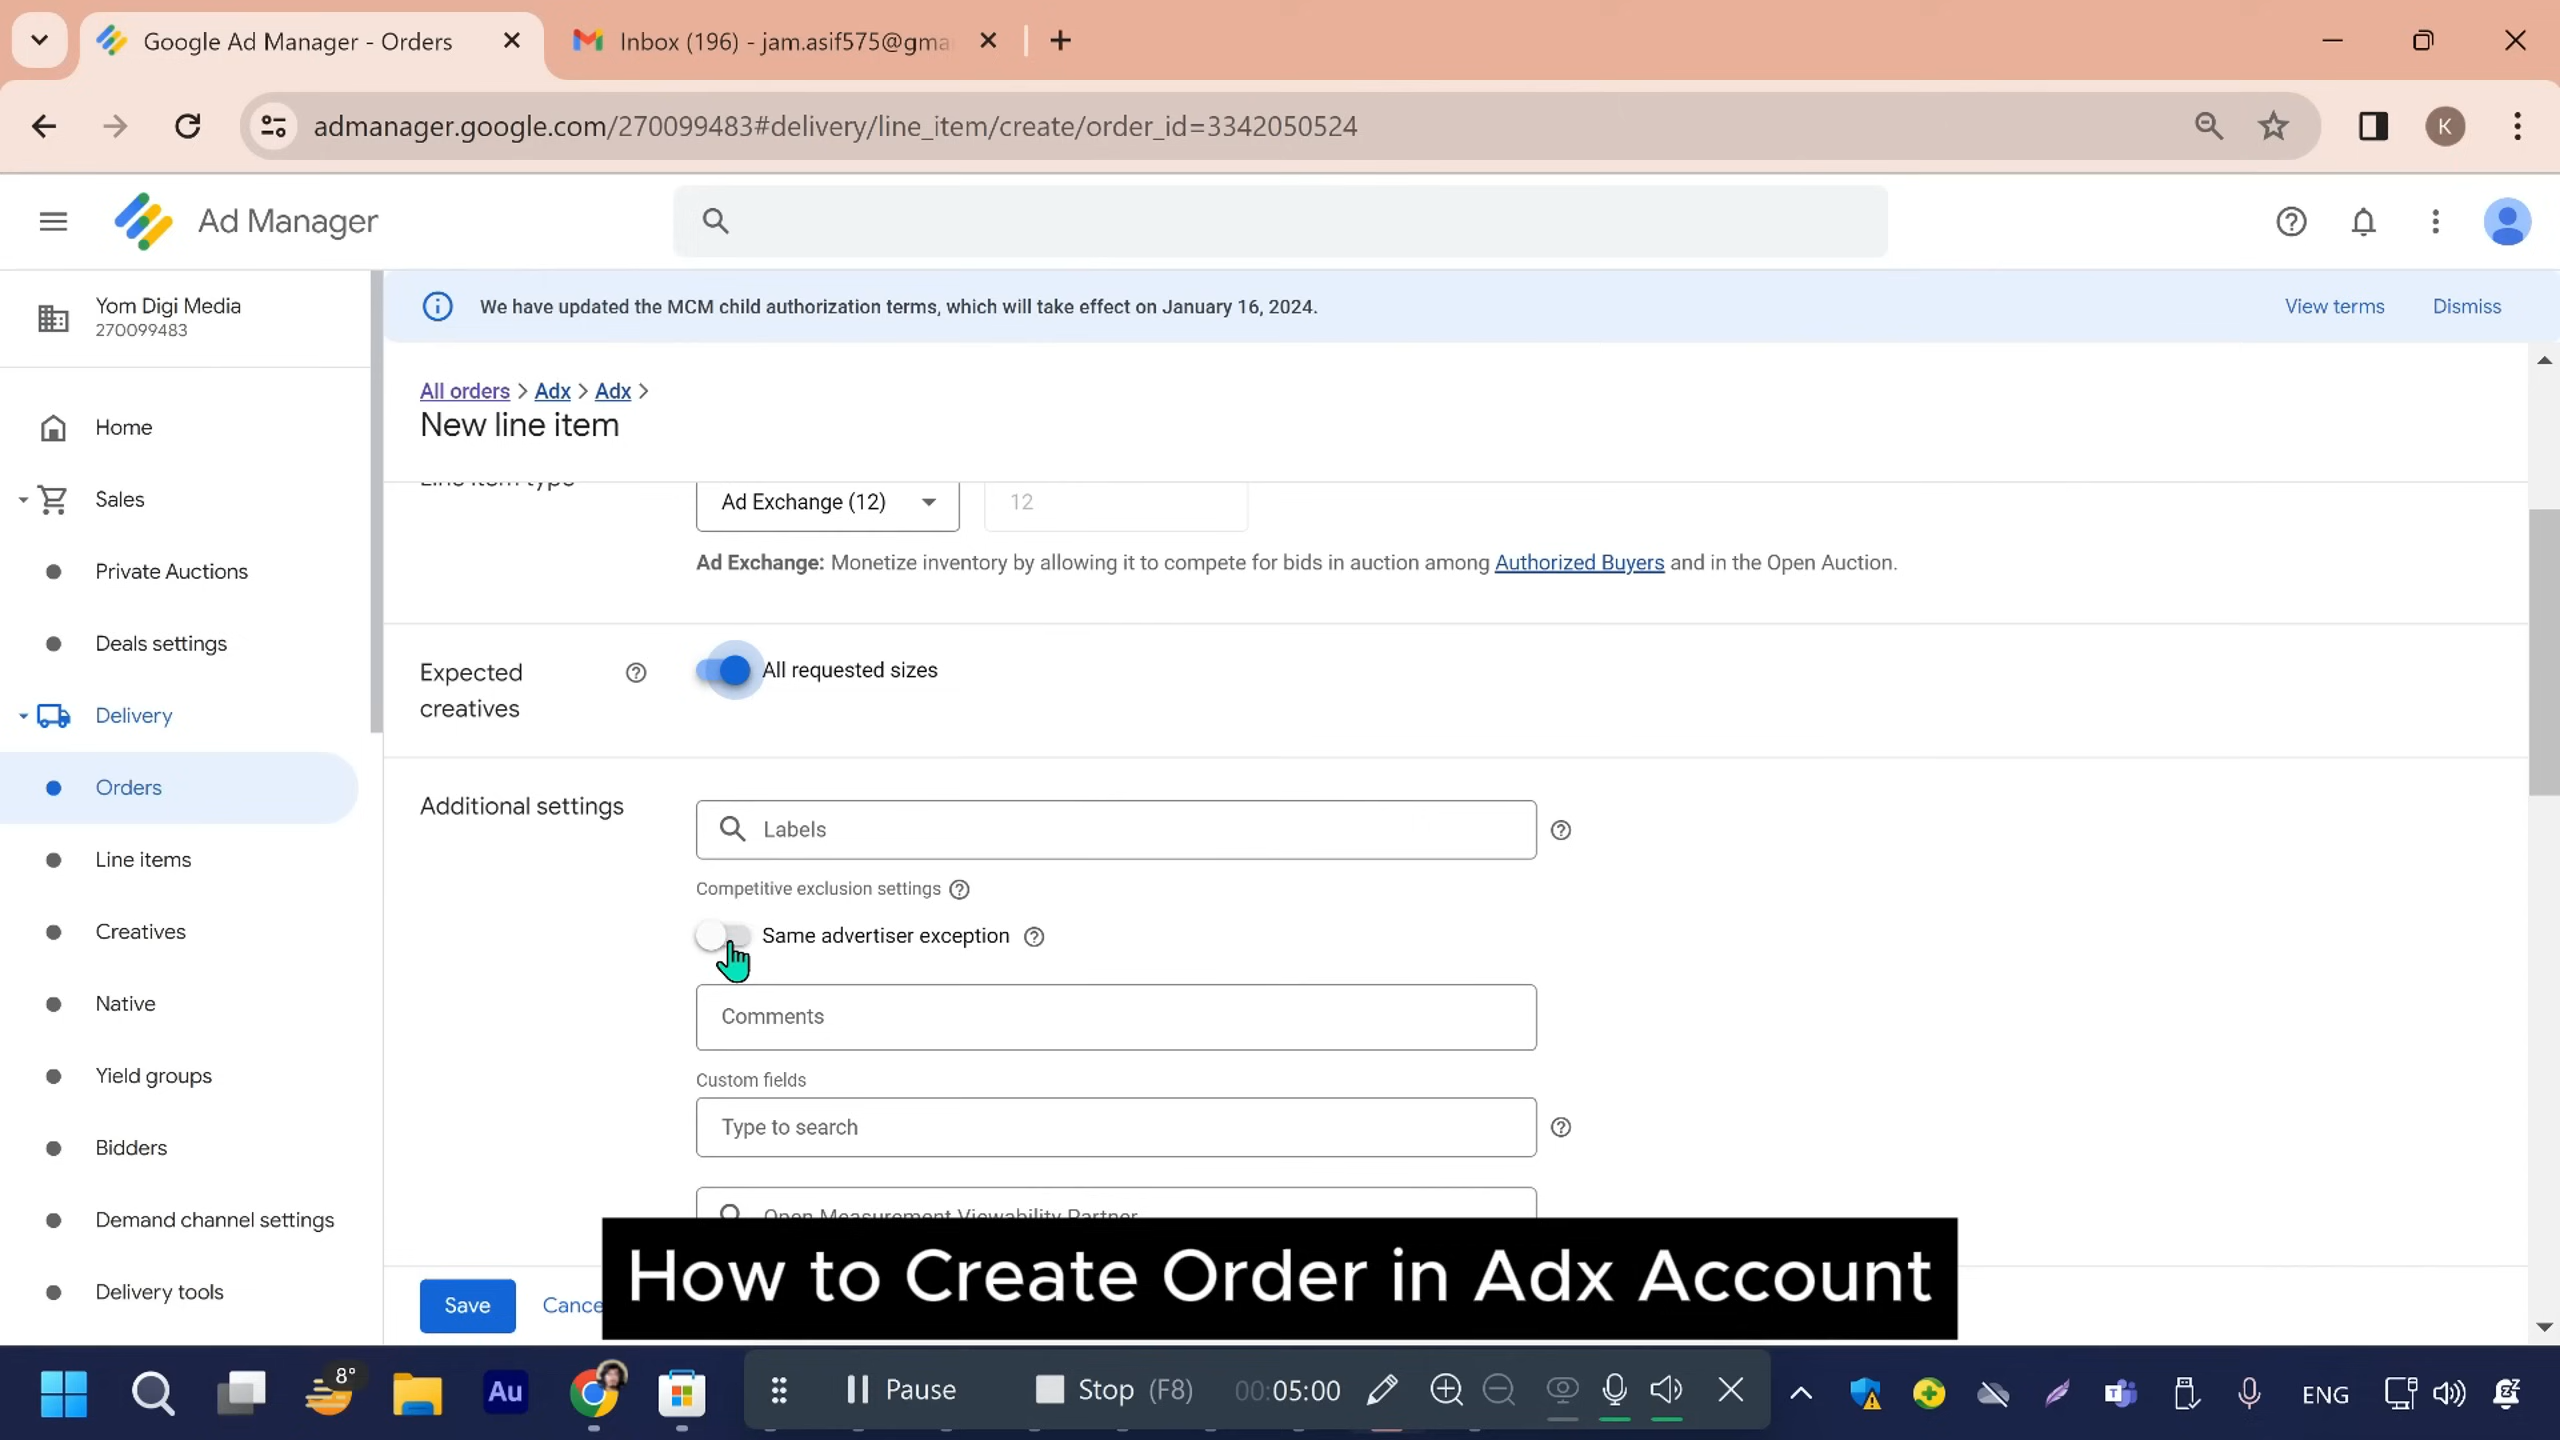 Google Ad Manager - Orders
Inbox (196) - jam.asif575@gma
admanager.google.com/270099483#delivery/line_item/create/order_id=3342050524
K
Ad Manager
Yom Digi Media
270099483
We have updated the MCM child authorization terms, which will take effect on January 16, 2024.
View terms
Dismiss
All orders > Adx > Adx >
New line item
Home
Sales
Private Auctions
Deals settings
Delivery
Orders
Line items
Creatives
Native
Yield groups
Bidders
Demand channel settings
Delivery tools
Line item type
Ad Exchange (12)
12
Ad Exchange: Monetize inventory by allowing it to compete for bids in auction among Authorized Buyers and in the Open Auction.
Expected
creatives
All requested sizes
Additional settings
Labels
Competitive exclusion settings
Same advertiser exception
Comments
Custom fields
Type to search
Open Measurement Viewability Partner
Save
Cance
How to Create Order in Adx Account
8°
Au
Pause
Stop (F8)
00:05:00
ENG